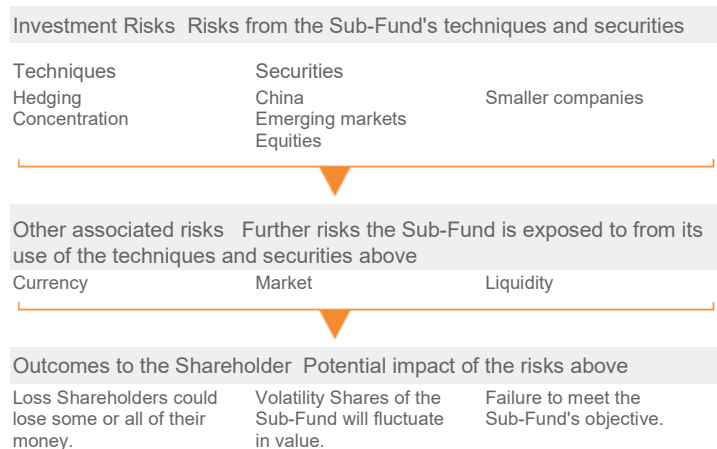 Investment Risks Risks from the Sub-Fund's techniques and securities
Techniques Securities
Hedging China Smaller companies
Concentration Emerging markets
Equities
Other associated risks Further risks the Sub-Fund is exposed to from its
use of the techniques and securities above
Currency Market Liquidity
Outcomes to the Shareholder Potential impact of the risks above
Loss Shareholders could Volatility Shares of the Failure to meet the
lose some or all of their Sub-Fund will fluctuate Sub-Fund's objective.
money. in value.